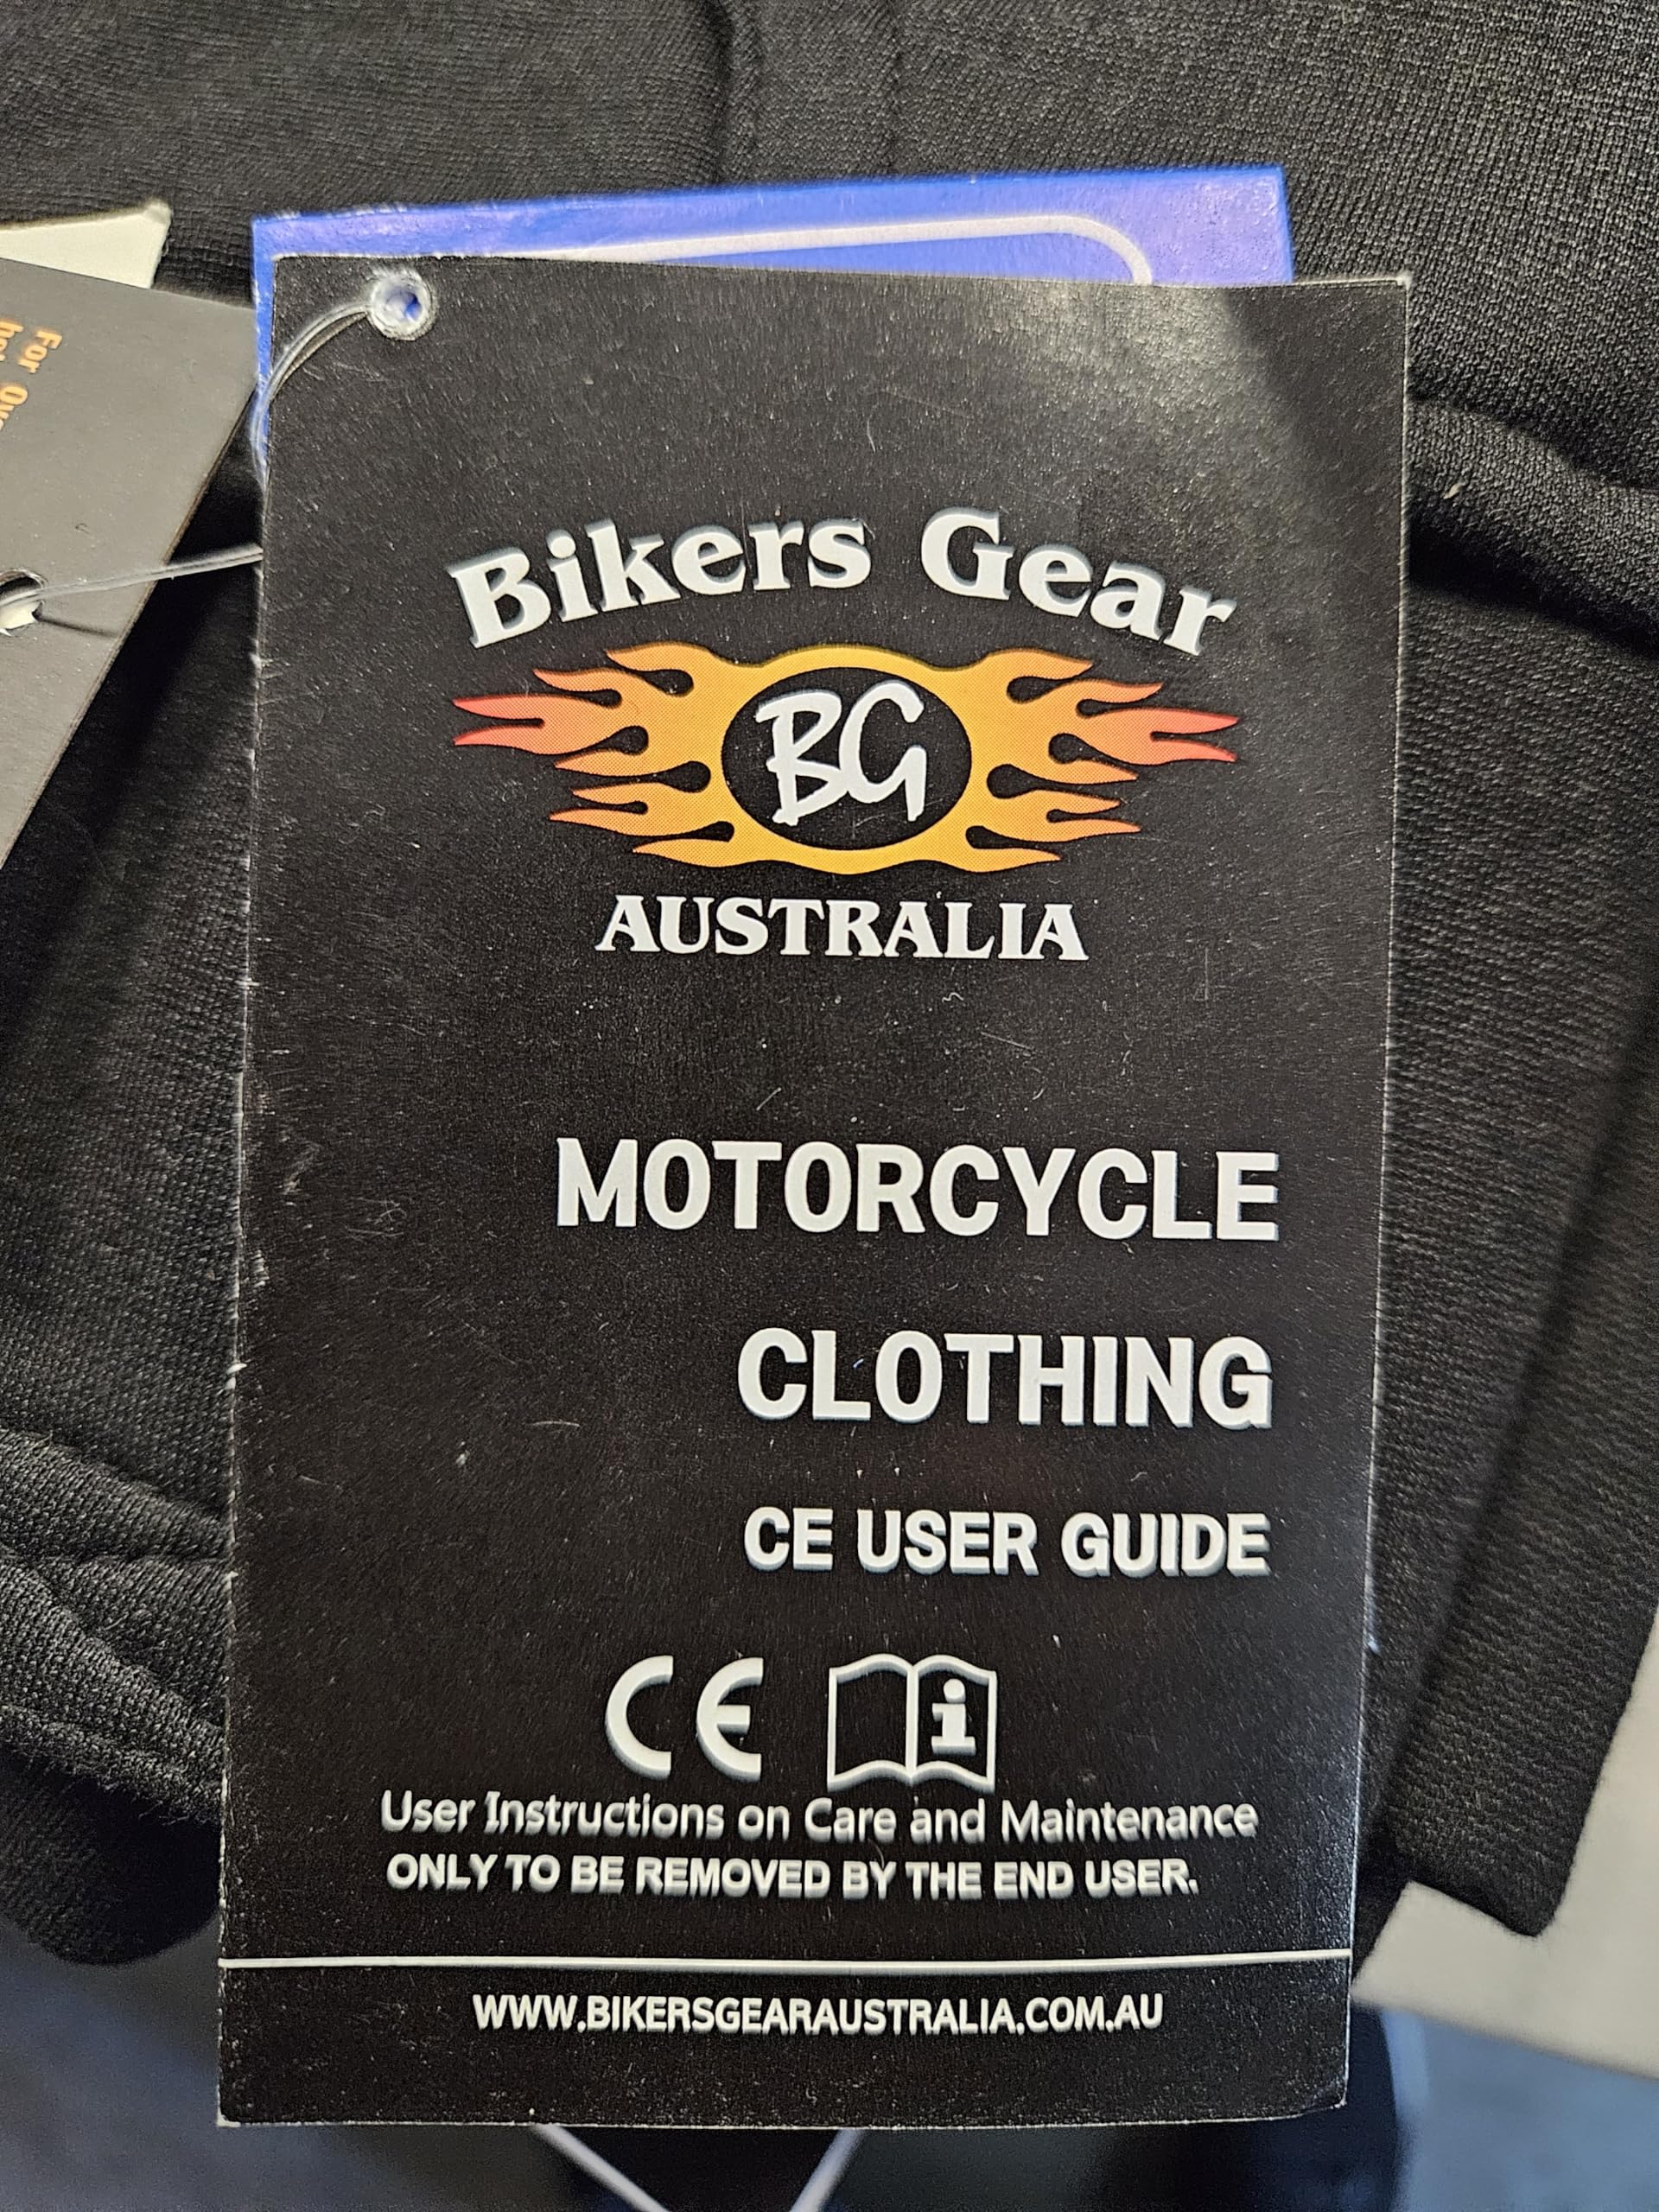 For
Bikers Gear
BG
AUSTRALIA
MOTORCYCLE
CLOTHING
CE USER GUIDE
CE i
User Instructions on Care and Maintenance
ONLY TO BE REMOVED BY THE END USER.
WWW.BIKERSGEARAUSTRALIA.COM.AU